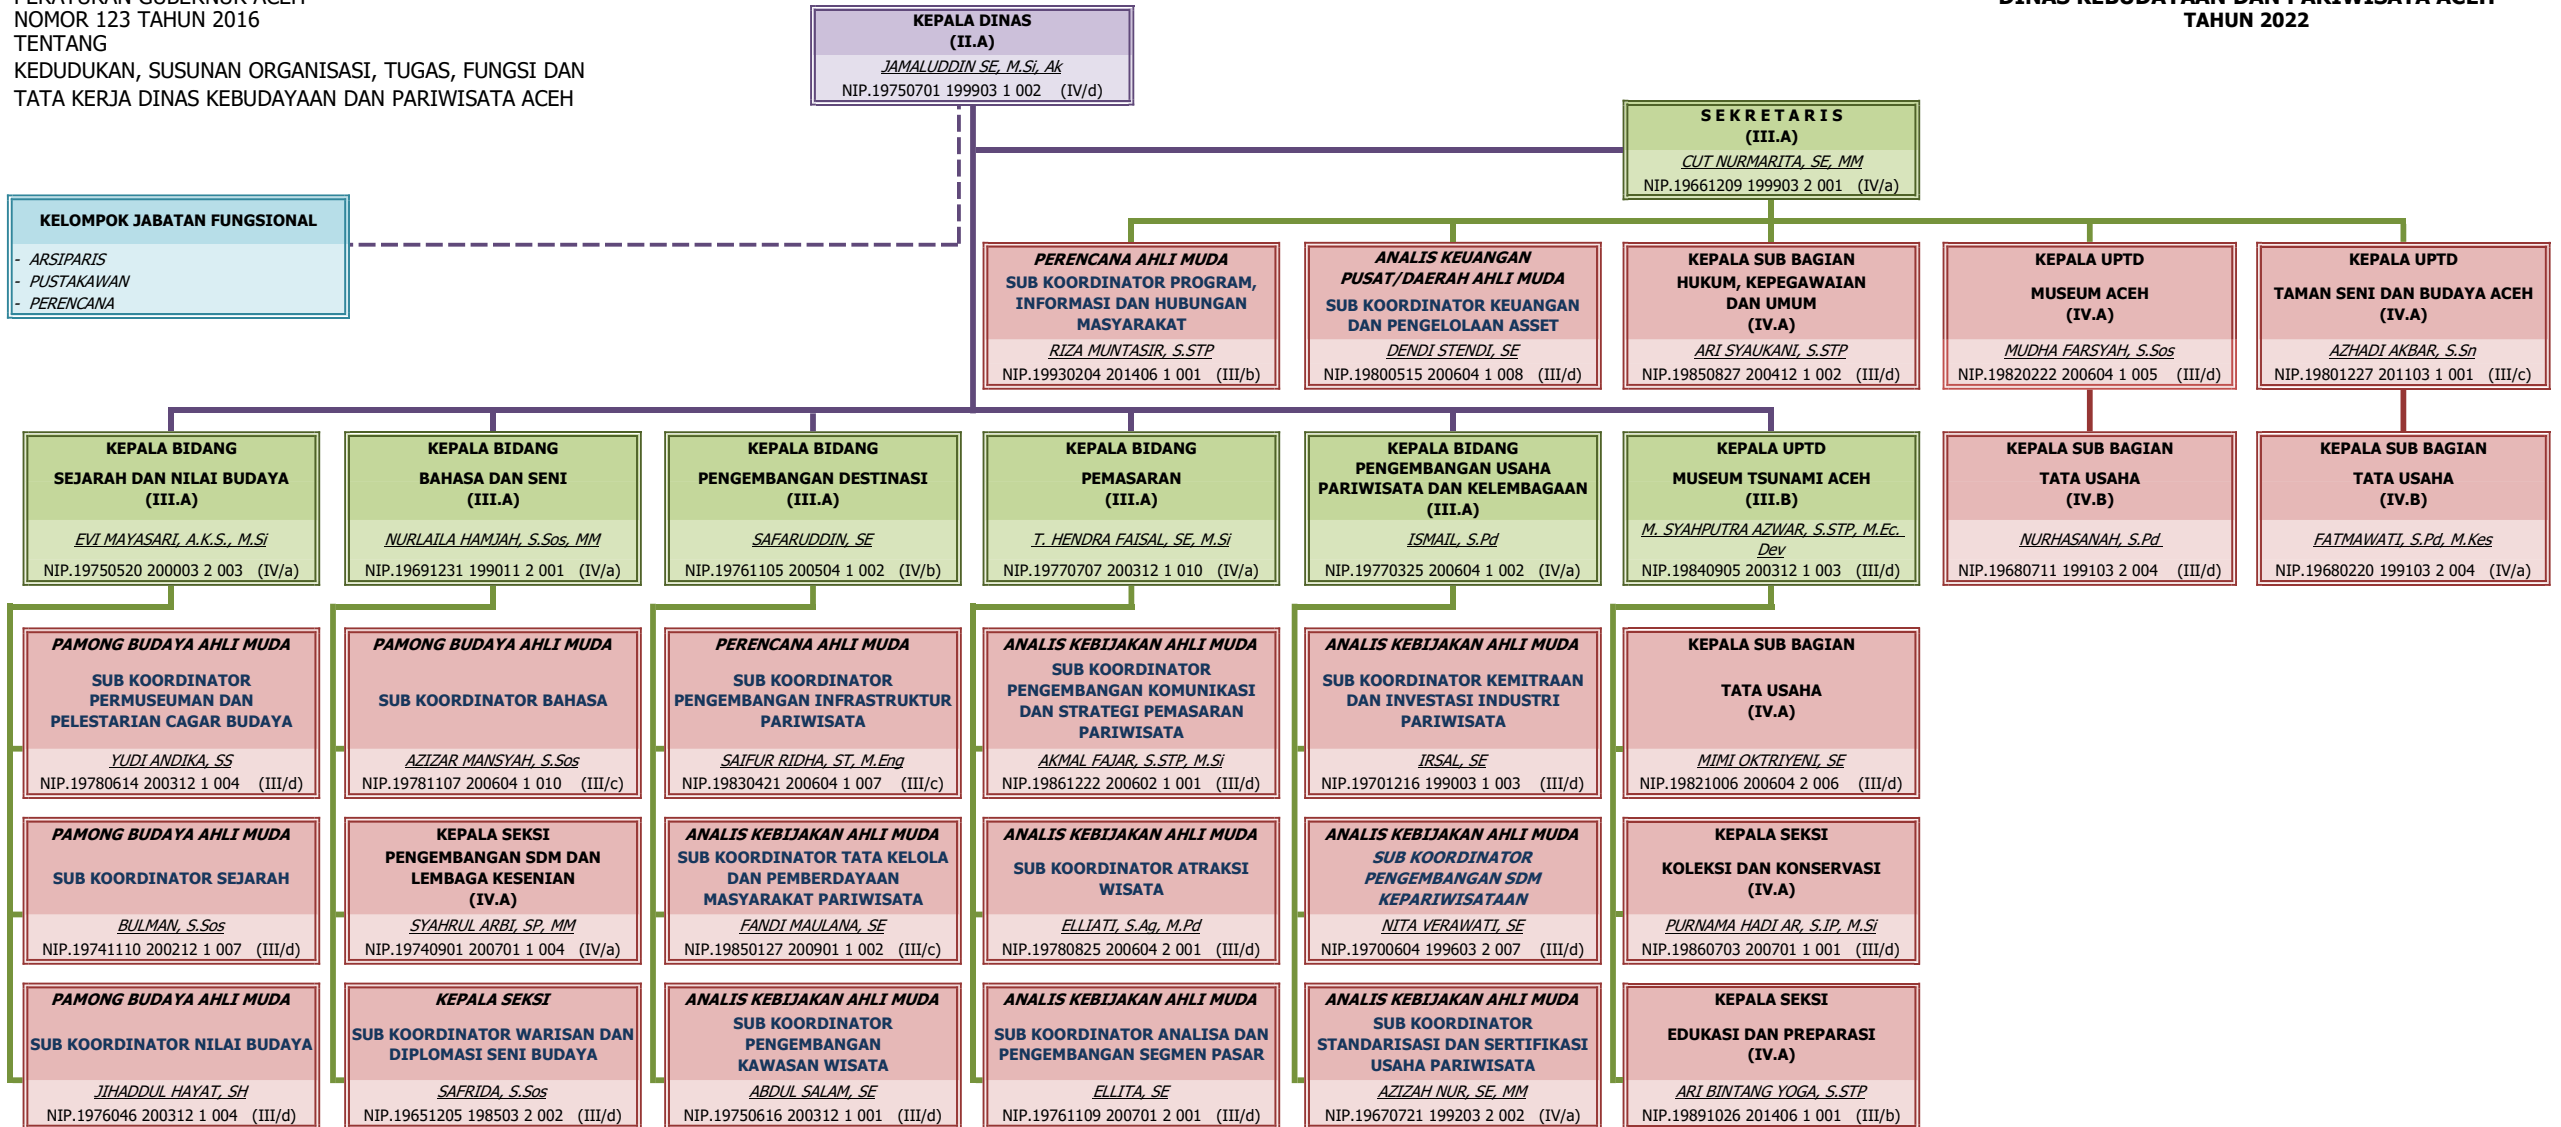 PERATURAN GUBERNUR ACEH
NOMOR 123 TAHUN 2016
TENTANG
KEDUDUKAN, SUSUNAN ORGANISASI, TUGAS, FUNGSI DAN
TATA KERJA DINAS KEBUDAYAAN DAN PARIWISATA ACEH
DINAS KEBUDAYAAN DAN PARIWISATA ACEH
TAHUN 2022
KEPALA DINAS
(II.A)
JAMALUDDIN SE, M.Si, Ak
NIP.19750701 199903 1 002 (IV/d)
SEKRETARIS
(III.A)
CUT NURMARITA, SE, MM
NIP.19661209 199903 2 001 (IV/a)
KELOMPOK JABATAN FUNGSIONAL
- ARSIPARIS
- PUSTAKAWAN
- PERENCANA
PERENCANA AHLI MUDA
SUB KOORDINATOR PROGRAM,
INFORMASI DAN HUBUNGAN
MASYARAKAT
RIZA MUNTASIR, S.STP
NIP.19930204 201406 1 001 (III/b)
ANALIS KEUANGAN
PUSAT/DAERAH AHLI MUDA
SUB KOORDINATOR KEUANGAN
DAN PENGELOLAAN ASSET
DENDI STENDI, SE
NIP.19800515 200604 1 008 (III/d)
KEPALA SUB BAGIAN
HUKUM, KEPEGAWAIAN
DAN UMUM
(IV.A)
ARI SYAUKANI, S.STP
NIP.19850827 200412 1 002 (III/d)
KEPALA UPTD
MUSEUM ACEH
(IV.A)
MUDHA FARSYAH, S.Sos
NIP.19820222 200604 1 005 (III/d)
KEPALA UPTD
TAMAN SENI DAN BUDAYA ACEH
(IV.A)
AZHADI AKBAR, S.Sn
NIP.19801227 201103 1 001 (III/c)
KEPALA BIDANG
SEJARAH DAN NILAI BUDAYA
(III.A)
EVI MAYASARI, A.K.S., M.Si
NIP.19750520 200003 2 003 (IV/a)
KEPALA BIDANG
BAHASA DAN SENI
(III.A)
NURLAILA HAMJAH, S.Sos, MM
NIP.19691231 199011 2 001 (IV/a)
KEPALA BIDANG
PENGEMBANGAN DESTINASI
(III.A)
SAFARUDDIN, SE
NIP.19761105 200504 1 002 (IV/b)
KEPALA BIDANG
PEMASARAN
(III.A)
T. HENDRA FAISAL, SE, M.Si
NIP.19770707 200312 1 010 (IV/a)
KEPALA BIDANG
PENGEMBANGAN USAHA
PARIWISATA DAN KELEMBAGAAN
(III.A)
ISMAIL, S.Pd
NIP.19770325 200604 1 002 (IV/a)
KEPALA UPTD
MUSEUM TSUNAMI ACEH
(III.B)
M. SYAHPUTRA AZWAR, S.STP, M.Ec.
Dev
NIP.19840905 200312 1 003 (III/d)
KEPALA SUB BAGIAN
TATA USAHA
(IV.B)
NURHASANAH, S.Pd
NIP.19680711 199103 2 004 (III/d)
KEPALA SUB BAGIAN
TATA USAHA
(IV.B)
FATMAWATI, S.Pd, M.Kes
NIP.19680220 199103 2 004 (IV/a)
PAMONG BUDAYA AHLI MUDA
SUB KOORDINATOR
PERMUSEUMAN DAN
PELESTARIAN CAGAR BUDAYA
YUDI ANDIKA, SS
NIP.19780614 200312 1 004 (III/d)
PAMONG BUDAYA AHLI MUDA
SUB KOORDINATOR BAHASA
AZIZAR MANSYAH, S.Sos
NIP.19781107 200604 1 010 (III/c)
PERENCANA AHLI MUDA
SUB KOORDINATOR
PENGEMBANGAN INFRASTRUKTUR
PARIWISATA
SAIFUR RIDHA, ST, M.Eng
NIP.19830421 200604 1 007 (III/c)
ANALIS KEBIJAKAN AHLI MUDA
SUB KOORDINATOR
PENGEMBANGAN KOMUNIKASI
DAN STRATEGI PEMASARAN
PARIWISATA
AKMAL FAJAR, S.STP, M.Si
NIP.19861222 200602 1 001 (III/d)
ANALIS KEBIJAKAN AHLI MUDA
SUB KOORDINATOR KEMITRAAN
DAN INVESTASI INDUSTRI
PARIWISATA
IRSAL, SE
NIP.19701216 199003 1 003 (III/d)
KEPALA SUB BAGIAN
TATA USAHA
(IV.A)
MIMI OKTRIYENI, SE
NIP.19821006 200604 2 006 (III/d)
PAMONG BUDAYA AHLI MUDA
SUB KOORDINATOR SEJARAH
BULMAN, S.Sos
NIP.19741110 200212 1 007 (III/d)
KEPALA SEKSI
PENGEMBANGAN SDM DAN
LEMBAGA KESENIAN
(IV.A)
SYAHRUL ARBI, SP, MM
NIP.19740901 200701 1 004 (IV/a)
ANALIS KEBIJAKAN AHLI MUDA
SUB KOORDINATOR TATA KELOLA
DAN PEMBERDAYAAN
MASYARAKAT PARIWISATA
FANDI MAULANA, SE
NIP.19850127 200901 1 002 (III/c)
ANALIS KEBIJAKAN AHLI MUDA
SUB KOORDINATOR ATRAKSI
WISATA
ELLIATI, S.Ag, M.Pd
NIP.19780825 200604 2 001 (III/d)
ANALIS KEBIJAKAN AHLI MUDA
SUB KOORDINATOR
PENGEMBANGAN SDM
KEPARIWISATAAN
NITA VERAWATI, SE
NIP.19700604 199603 2 007 (III/d)
KEPALA SEKSI
KOLEKSI DAN KONSERVASI
(IV.A)
PURNAMA HADI AR, S.IP, M.Si
NIP.19860703 200701 1 001 (III/d)
PAMONG BUDAYA AHLI MUDA
SUB KOORDINATOR NILAI BUDAYA
JIHADDUL HAYAT, SH
NIP.1976046 200312 1 004 (III/d)
KEPALA SEKSI
SUB KOORDINATOR WARISAN DAN
DIPLOMASI SENI BUDAYA
SAFRIDA, S.Sos
NIP.19651205 198503 2 002 (III/d)
ANALIS KEBIJAKAN AHLI MUDA
SUB KOORDINATOR
PENGEMBANGAN
KAWASAN WISATA
ABDUL SALAM, SE
NIP.19750616 200312 1 001 (III/d)
ANALIS KEBIJAKAN AHLI MUDA
SUB KOORDINATOR ANALISA DAN
PENGEMBANGAN SEGMEN PASAR
ELLITA, SE
NIP.19761109 200701 2 001 (III/d)
ANALIS KEBIJAKAN AHLI MUDA
SUB KOORDINATOR
STANDARISASI DAN SERTIFIKASI
USAHA PARIWISATA
AZIZAH NUR, SE, MM
NIP.19670721 199203 2 002 (IV/a)
KEPALA SEKSI
EDUKASI DAN PREPARASI
(IV.A)
ARI BINTANG YOGA, S.STP
NIP.19891026 201406 1 001 (III/b)